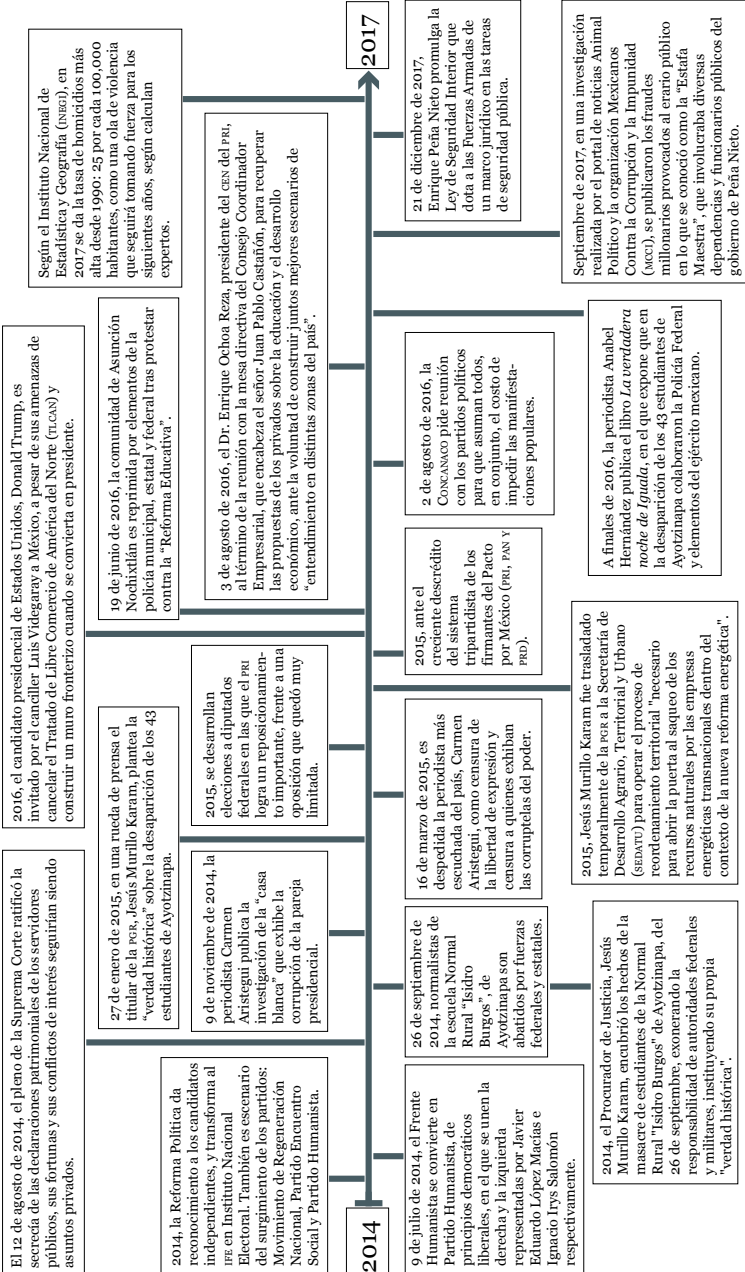 2014
El 12 de agosto de 2014, el pleno de la Suprema Corte ratificó la
secrecía de las declaraciones patrimoniales de los servidores
públicos, sus fortunas y sus conflictos de interés seguirían siendo
asuntos privados.
2014, la Reforma Política da
reconocimiento a los candidatos
independientes, y transforma al
IFE en Instituto Nacional
Electoral. También es escenario
del surgimiento de los partidos:
Movimiento de Regeneración
Nacional, Partido Encuentro
Social y Partido Humanista.
9 de julio de 2014, el Frente
Humanista se convierte en
Partido Humanista, de
principios democráticos
liberales, en el que se unen la
derecha y la izquierda
representadas por Javier
Eduardo López Macías e
Ignacio Irys Salomón
respectivamente.
27 de enero de 2015, en una rueda de prensa el
titular de la PGR, Jesús Murillo Karam, plantea la
"verdad histórica" sobre la desaparición de los 43
estudiantes de Ayotzinapa.
9 de noviembre de 2014, la
periodista Carmen
Aristegui publica la
investigación de la "casa
blanca" que exhibe la
corrupción de la pareja
presidencial.
26 de septiembre de
2014, normalistas de
la escuela Normal
Rural "Isidro
Burgos", de
Ayotzinapa son
abatidos por fuerzas
federales y estatales.
2014, el Procurador de Justicia, Jesús
Murillo Karam, encubrió los hechos de la
masacre de estudiantes de la Normal
Rural "Isidro Burgos" de Ayotzinapa, del
26 de septiembre, exonerando la
responsabilidad de autoridades federales
y militares, instituyendo su propia
"verdad histórica".
2016, el candidato presidencial de Estados Unidos, Donald Trump, es
invitado por el canciller Luis Videgaray a México, a pesar de sus amenazas de
cancelar el Tratado de Libre Comercio de América del Norte (TLCAN) y
construir un muro fronterizo cuando se convierta en presidente.
2015, se desarrollan
elecciones a diputados
federales en las que el PRI
logra un reposicionamien-
to importante, frente a una
oposición que quedó muy
limitada.
16 de marzo de 2015, es
despedida la periodista más
escuchada del país, Carmen
Aristegui, como censura de
la libertad de expresión y
censura a quienes exhiban
las corruptelas del poder.
2015, Jesús Murillo Karam fue trasladado
temporalmente de la PGR a la Secretaría de
Desarrollo Agrario, Territorial y Urbano
(SEDATU) para operar el proceso de
reordenamiento territorial "necesario
para abrir la puerta al saqueo de los
recursos naturales por las empresas
energéticas transnacionales dentro del
contexto de la nueva reforma energética".
19 de junio de 2016, la comunidad de Asunción
Nochixtlán es reprimida por elementos de la
policía municipal, estatal y federal tras protestar
contra la "Reforma Educativa".
2015, ante el
creciente descrédito
del sistema
tripartidista de los
firmantes del Pacto
por México (PRI, PAN Y
PRD).
3 de agosto de 2016, el Dr. Enrique Ochoa Reza, presidente del CEN del PRI,
al término de la reunión con la mesa directiva del Consejo Coordinador
Empresarial, que encabeza el señor Juan Pablo Castañón, para recuperar
las propuestas de los privados sobre la educación y el desarrollo
económico, ante la voluntad de construir juntos mejores escenarios de
"entendimiento en distintas zonas del país".
2 de agosto de 2016, la
CONCANACO pide reunión
con los partidos políticos
para que asuman todos,
en conjunto, el costo de
impedir las manifesta-
ciones populares.
A finales de 2016, la periodista Anabel
Hernández publica el libro La verdadera
noche de Iguala, en el que expone que en
la desaparición de los 43 estudiantes de
Ayotzinapa colaboraron la Policía Federal
y elementos del ejército mexicano.
Según el Instituto Nacional de
Estadística y Geografía (INEGI), en
2017 se da la tasa de homicidios más
alta desde 1990: 25 por cada 100,000
habitantes, como una ola de violencia
que seguirá tomando fuerza para los
siguientes años, según calculan
expertos.
21 de diciembre de 2017,
Enrique Peña Nieto promulga la
Ley de Seguridad Interior que
dota a las Fuerzas Armadas de
un marco jurídico en las tareas
de seguridad pública.
Septiembre de 2017, en una investigación
realizada por el portal de noticias Animal
Político y la organización Mexicanos
Contra la Corrupción y la Impunidad
(MCCI), se publicaron los fraudes
millonarios provocados al erario público
en lo que se conoció como la "Estafa
Maestra", que involucraba diversas
dependencias y funcionarios públicos del
gobierno de Peña Nieto.
2017